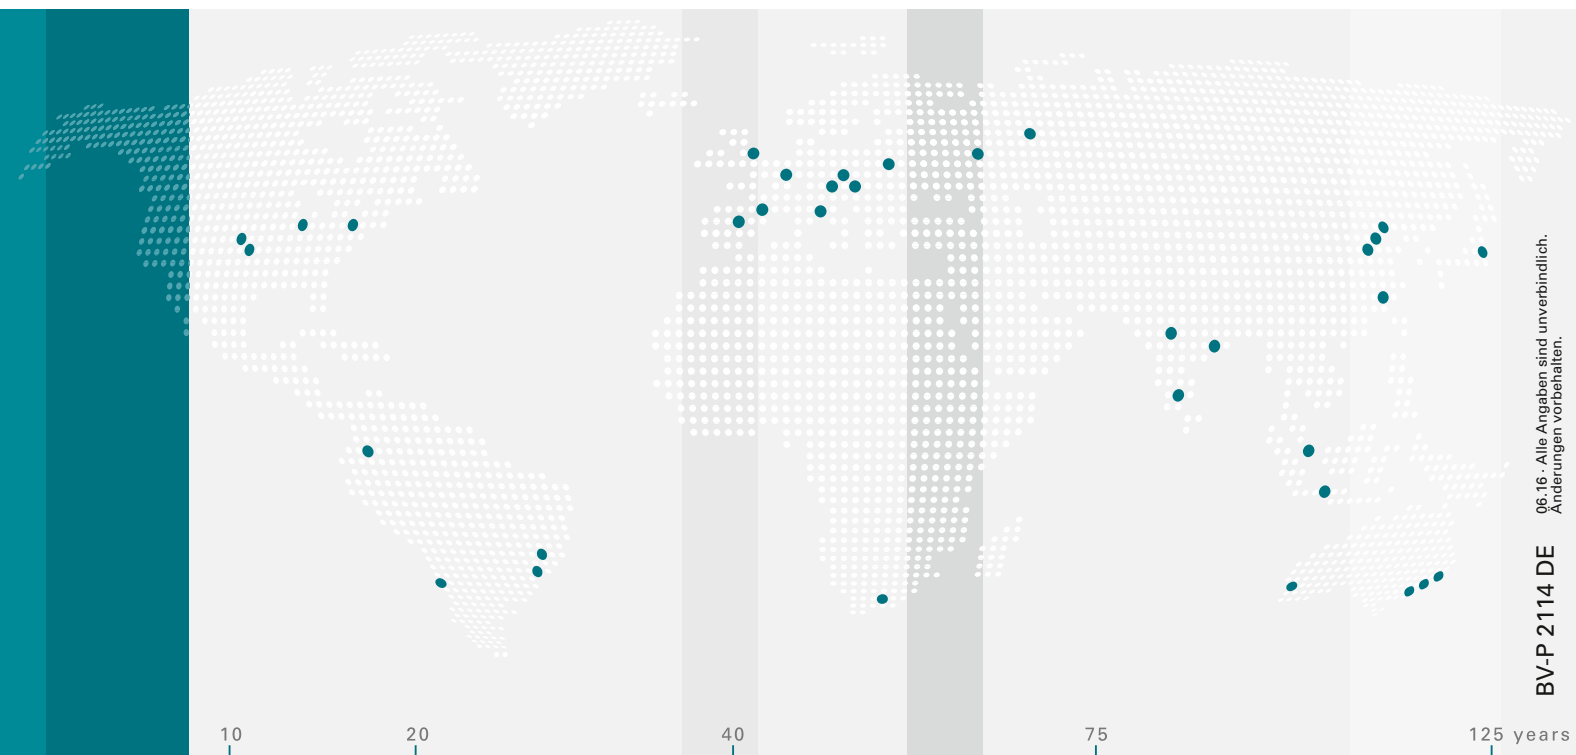 06.16 · Alle Angaben sind unverbindlich.
Änderungen vorbehalten.
BV-P 2114 DE
10 20 40 75 125 years